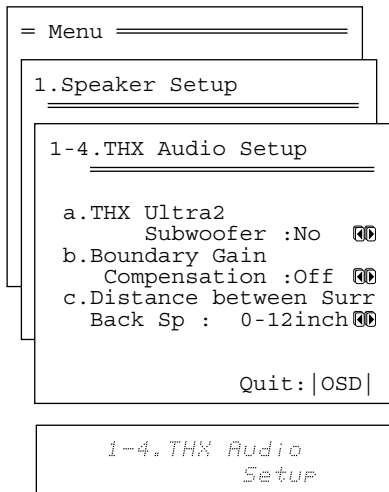 = Menu
1.Speaker Setup
1-4.THX Audio Setup
a.THX Ultra2
Subwoofer :No
b.Boundary Gain
Compensation :Off
c.Distance between Surr
Back Sp : 0-12inch
Quit:|OSD|
1-4.THX Audio
Setup